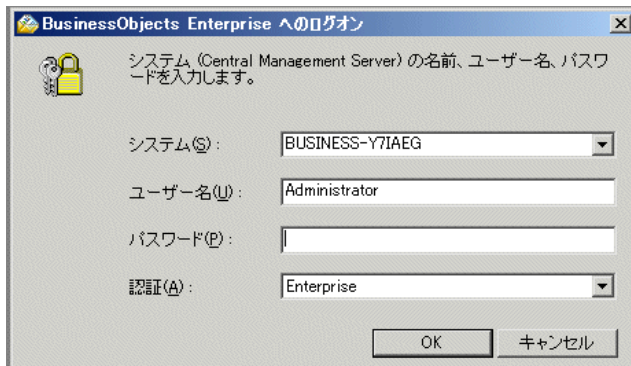 BusinessObjects Enterprise へのログオン
システム (Central Management Server) の名前、ユーザー名、パスワ
ードを入力します。
システム(S): BUSINESS-Y7IAEG
ユーザー名(U): Administrator
パスワード(P):
認証(A): Enterprise
OK キャンセル